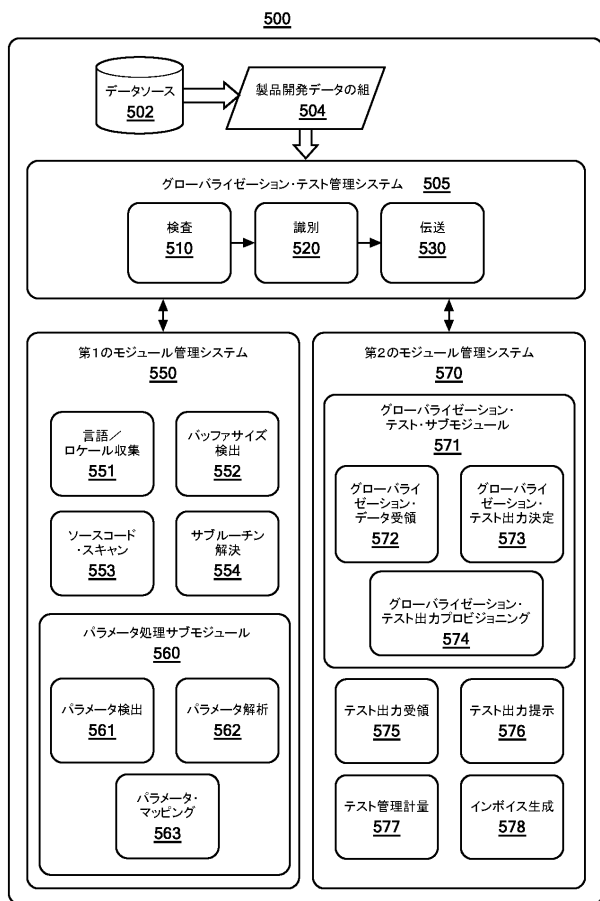 500
データソース
502
製品開発データの組
504
グローバライゼーション・テスト管理システム 505
検査
510
識別
520
伝送
530
第1のモジュール管理システム
550
言語／
ロケール収集
551
バッファサイズ
検出
552
ソースコード
・スキャン
553
サブルーチン
解決
554
パラメータ処理サブモジュール
560
パラメータ検出
561
パラメータ解析
562
パラメータ・
マッピング
563
第2のモジュール管理システム
570
グローバライゼーション・
テスト・サブモジュール
571
グローバライ
ゼーション・
データ受領
572
グローバライ
ゼーション・
テスト出力決定
573
グローバライゼーション・
テスト出力プロビジョニング
574
テスト出力受領
575
テスト出力提示
576
テスト管理計量
577
インボイス生成
578